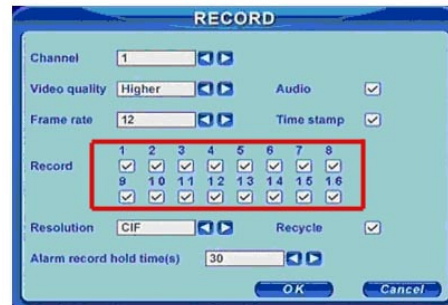 RECORD
Channel 1
Video quality Higher Audio
Frame rate 12 Time stamp
1 2 3 4 5 6 7 8
Record
9 10 11 12 13 14 15 16
Resolution CIF Recycle
Alarm record hold time(s) 30
OK Cancel